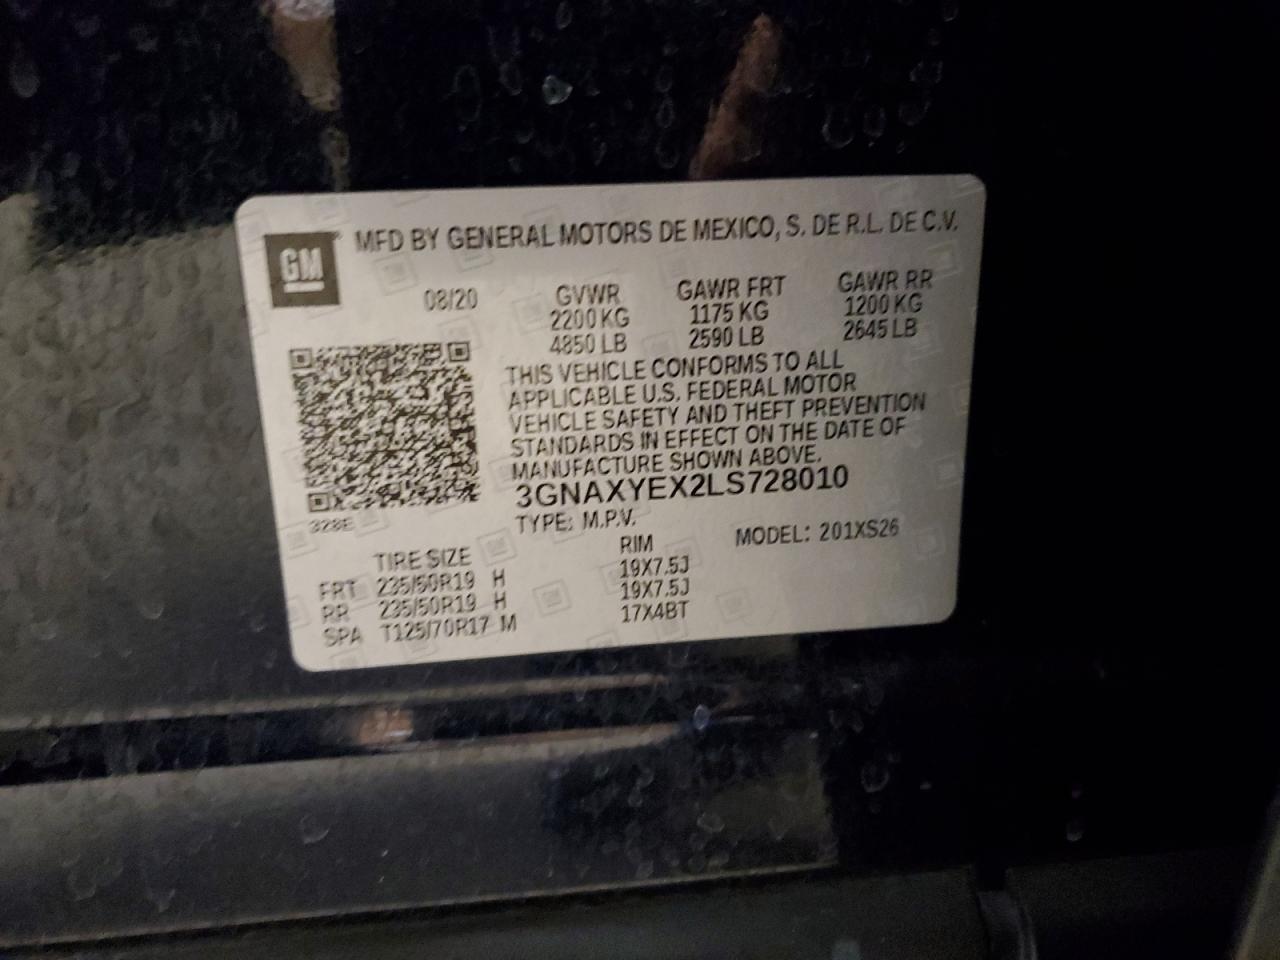 GM
MFD BY GENERAL MOTORS DE MEXICO, S. DE R.L. DE C.V.
08/20 GVWR GAWR FRT GAWR RR
2200 KG 1175 KG 1200 KG
4850 LB 2590 LB 2645 LB
THIS VEHICLE CONFORMS TO ALL
APPLICABLE U.S. FEDERAL MOTOR
VEHICLE SAFETY AND THEFT PREVENTION
STANDARDS IN EFFECT ON THE DATE OF
MANUFACTURE SHOWN ABOVE.
3GNAXYEX2LS728010
328E TYPE: M.P.V. MODEL: 201XS26
TIRE SIZE RIM
FRT 235/50R19 H 19X7.5J
RR 235/50R19 H 19X7.5J
SPA T125/70R17 M 17X4BT